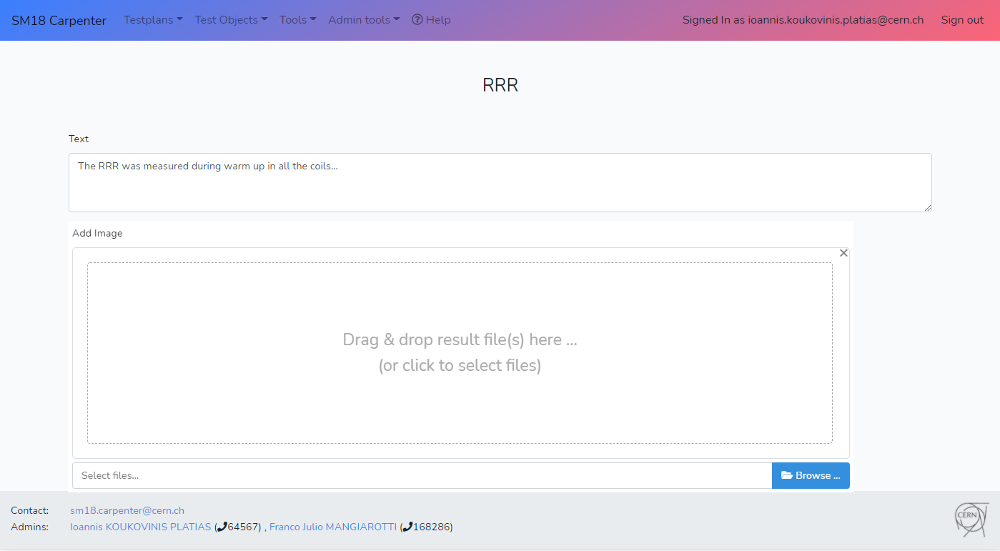 SM18 Carpenter Testplans Test Objects Tools Admin tools Help Signed In as ioannis.koukovinis.platias@cern.ch Sign out
RRR
Text
The RRR was measured during warm up in all the coils...
Add Image
Drag & drop result file(s) here ...
(or click to select files)
Select files... Browse ...
Contact: sm18.carpenter@cern.ch
Admins: Ioannis KOUKOVINIS PLATIAS (64567) , Franco Julio MANGIAROTTI (168286)
CERN